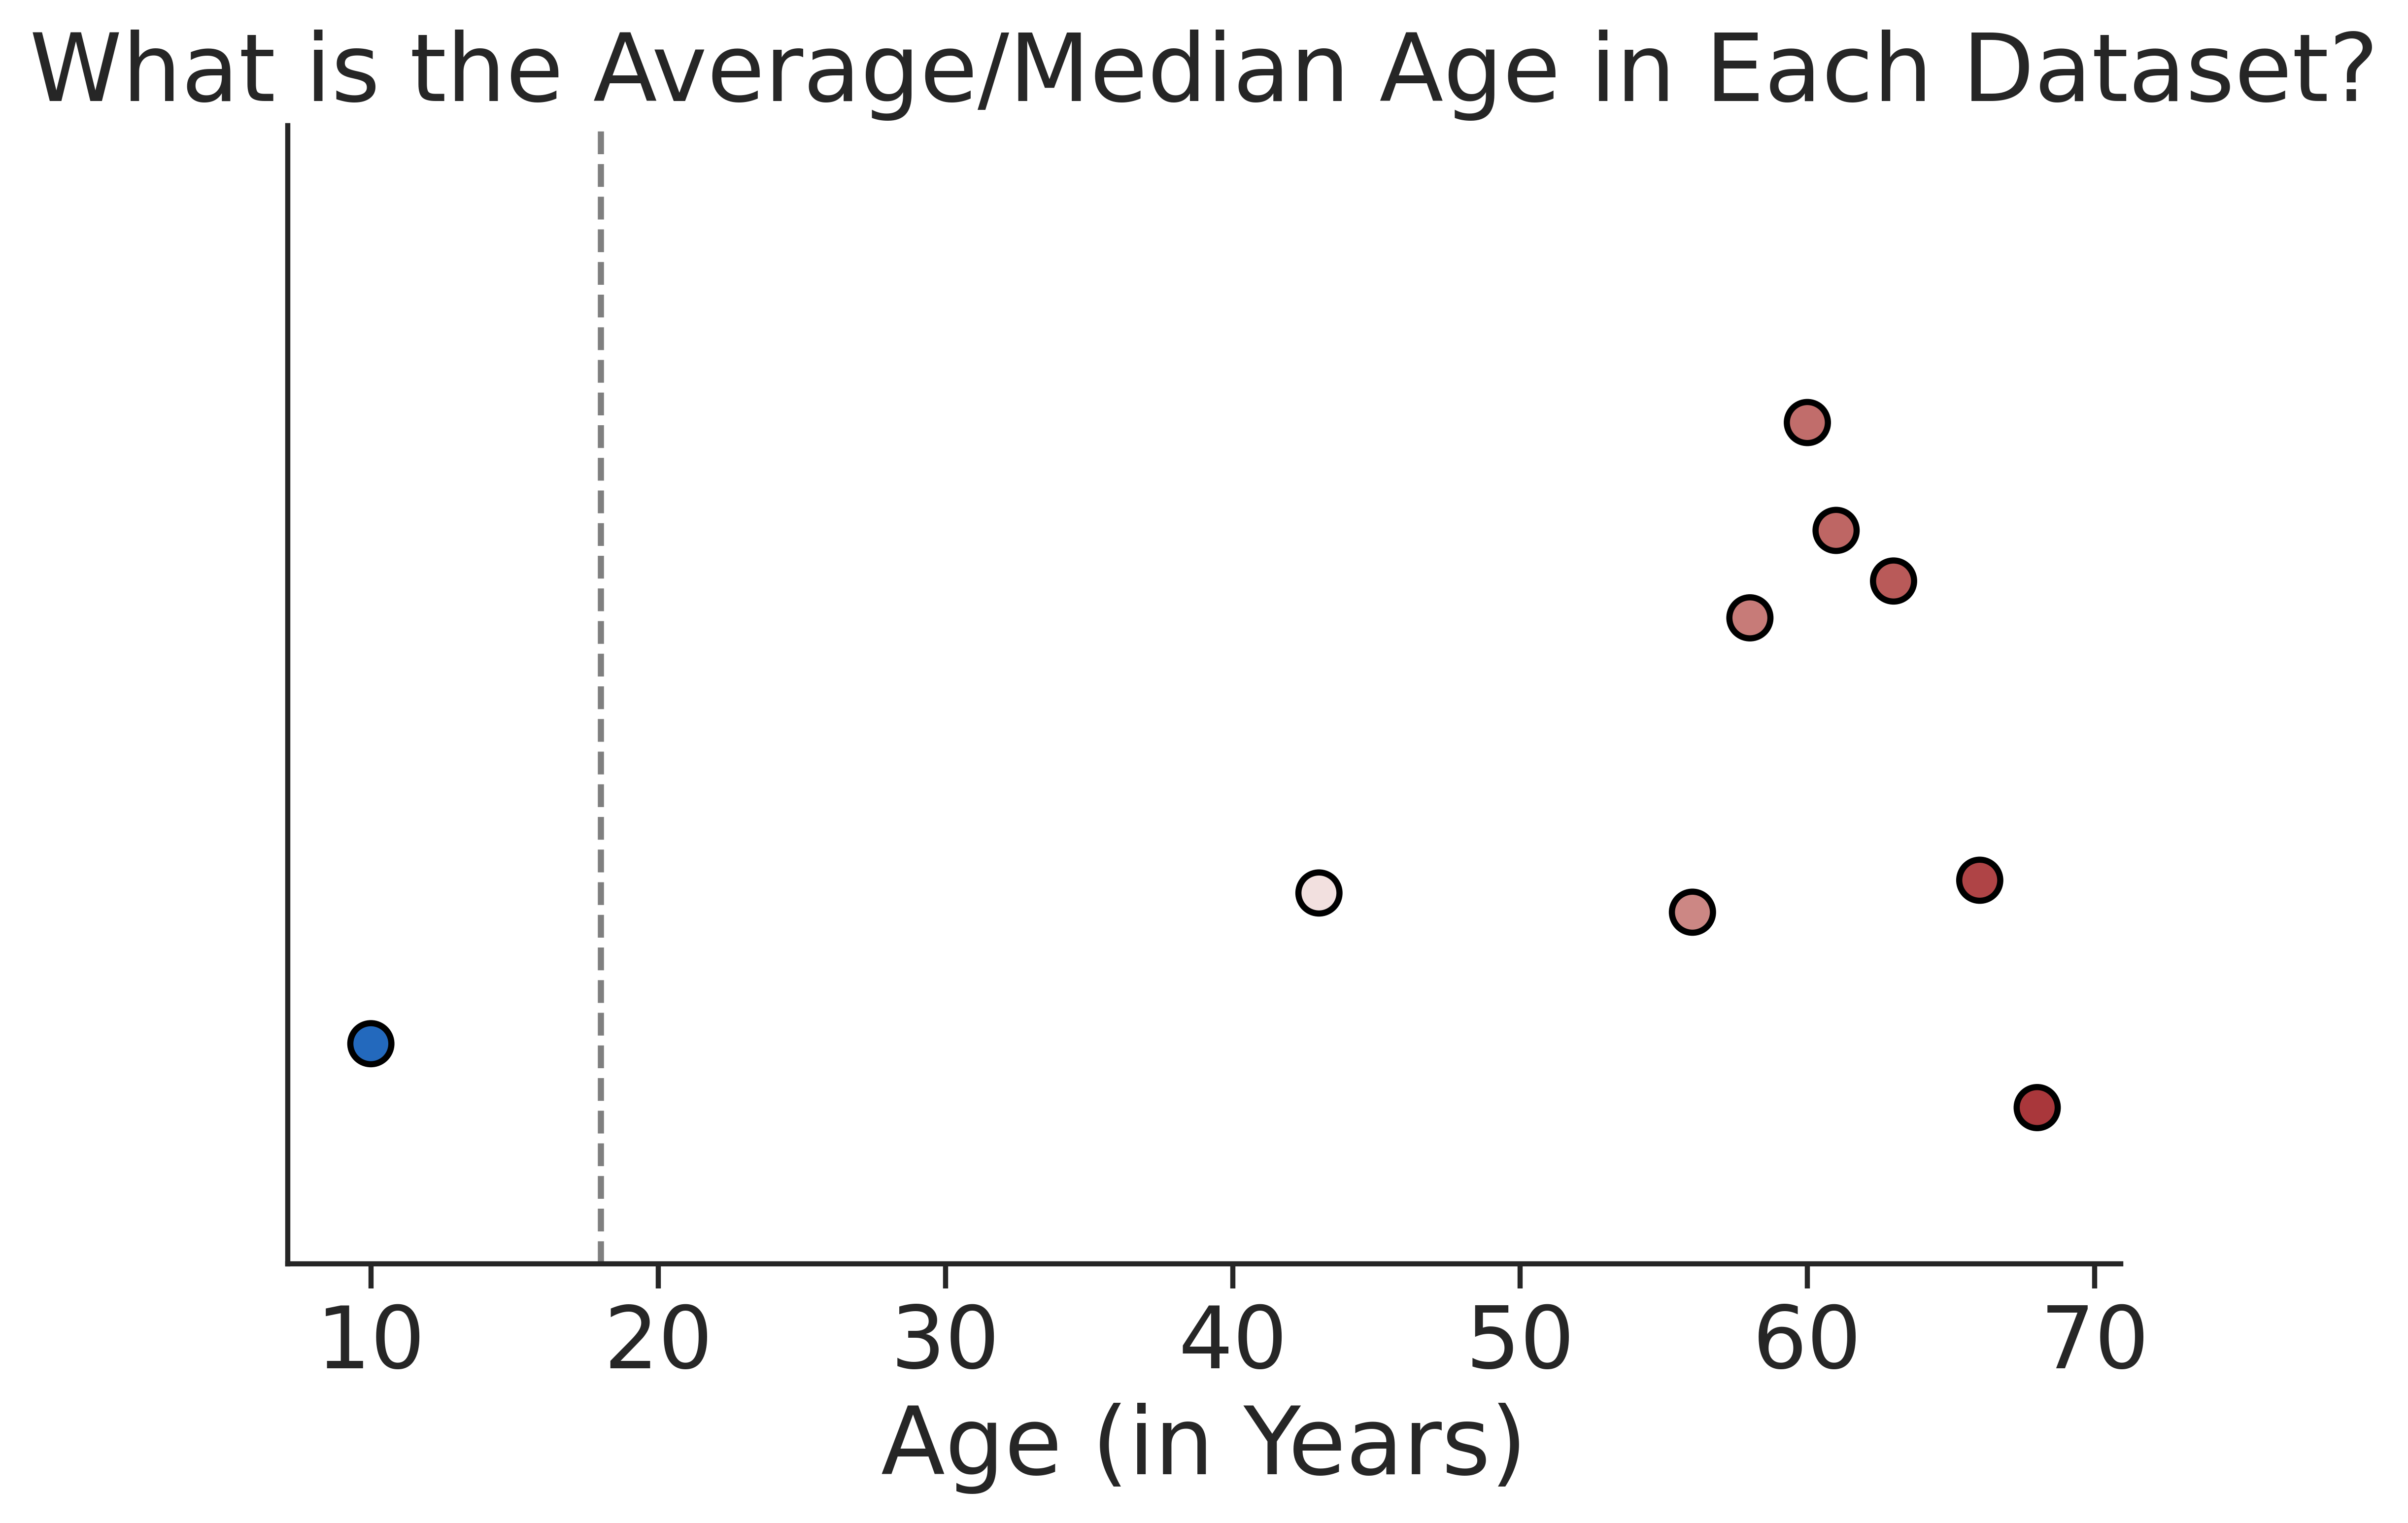 What is the Average/Median Age in Each Dataset?
10 20 30 40 50 60 70
Age (in Years)